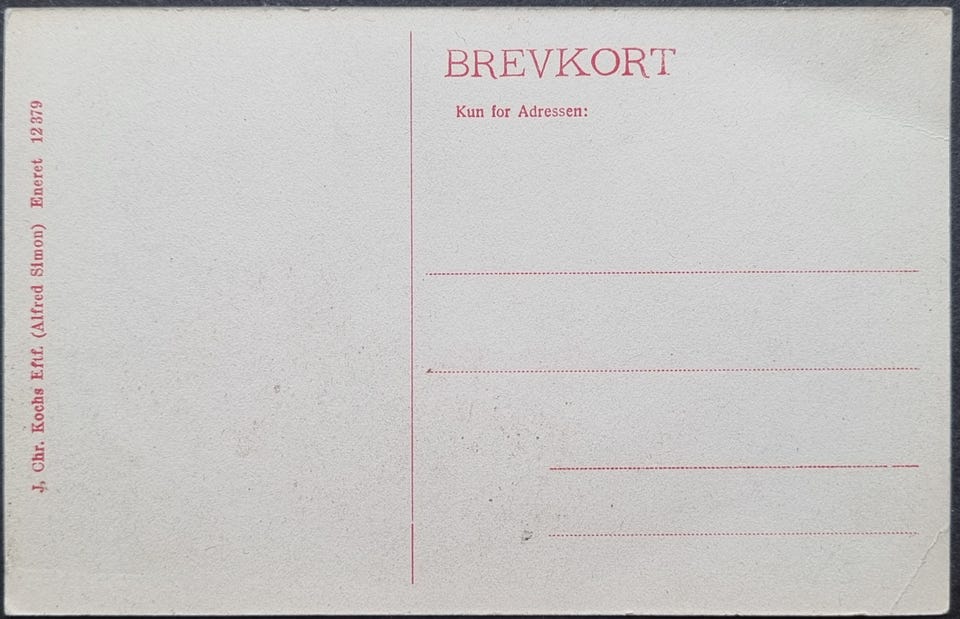 BREVKORT
Kun for Adressen:
J. Chr. Kochs Eftf. (Alfred Simon) Eneret 12379